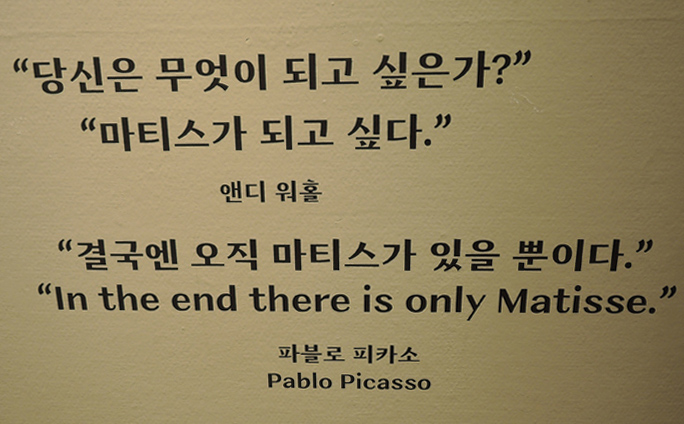 “당신은 무엇이 되고 싶은가?”
“마티스가 되고 싶다.”
앤디 워홀
“결국엔 오직 마티스가 있을 뿐이다.”
“In the end there is only Matisse.”
파블로 피카소
Pablo Picasso